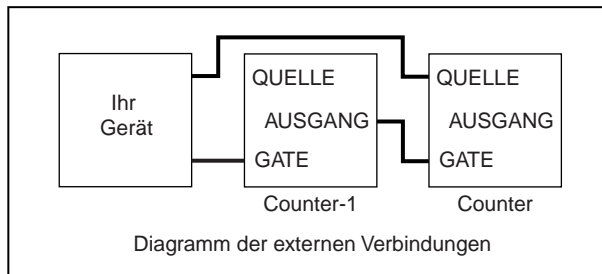 Ihr
Gerät
QUELLE
AUSGANG
GATE
Counter-1
QUELLE
AUSGANG
GATE
Counter
Diagramm der externen Verbindungen